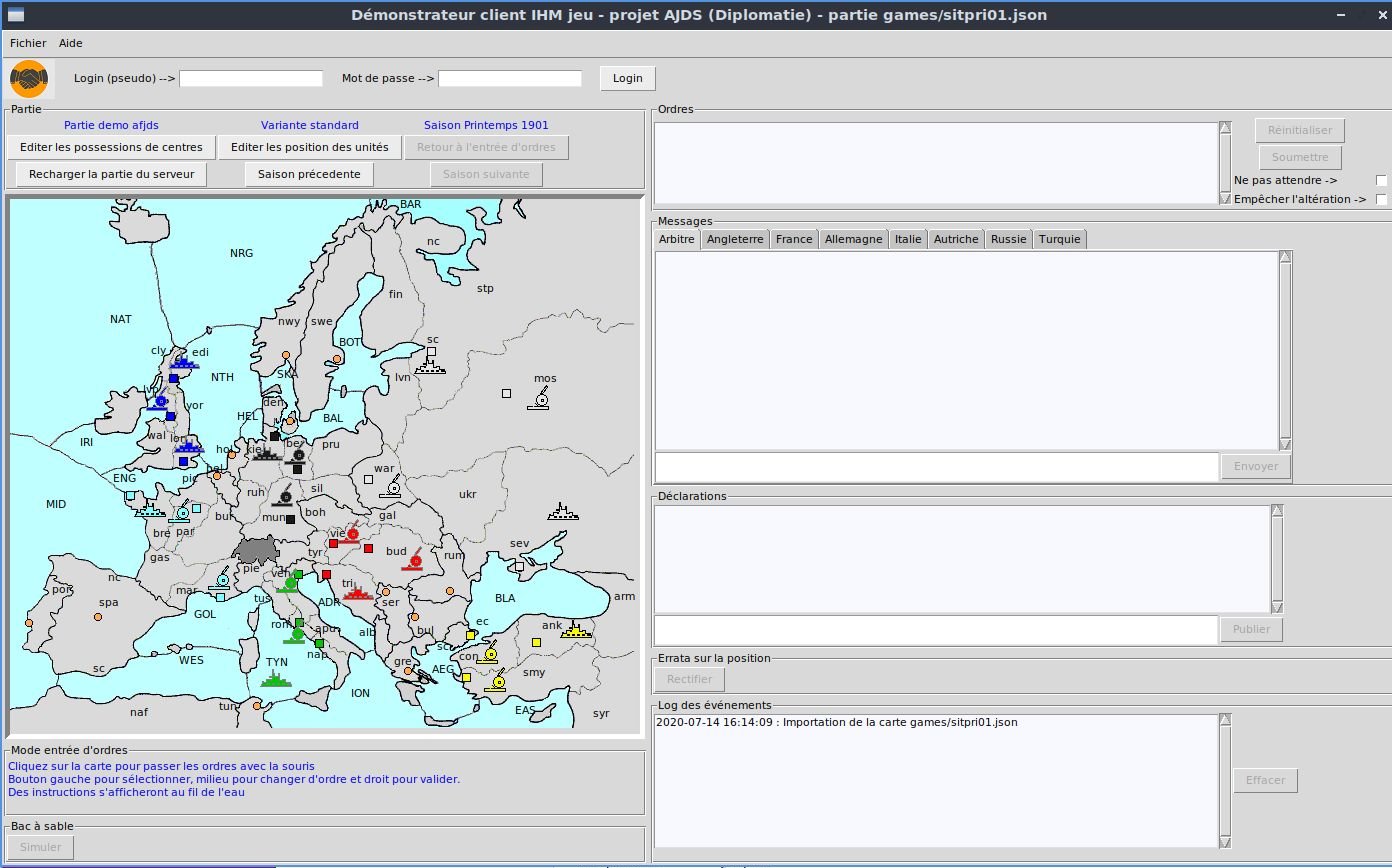 Démonstrateur client IHM jeu - projet AJDS (Diplomatie) - partie games/sitpri01.json
Fichier Aide
Login (pseudo) --> Mot de passe --> Login
Partie
Partie demo afjds Variante standard Saison Printemps 1901
Editer les possessions de centres Editer les position des unités Retour à l'entrée d'ordres
Recharger la partie du serveur Saison précedente Saison suivante
BAR
nc
NRG
stp
fin
NAT
nwy swe
BOT
sc
cly edi
SKA
NTH
lvn
mos
lvp
den
yor
HEL
BAL
IRI
wal lon
hol kie ber pru
bel
war
ENG
pic
ruh sil
ukr
MID
bur mun boh
gal
bre par
vie
sev
gas
tyr bud rum
pie
nc
ven
mar
tri
por
spa
tus
BLA
arm
GOL
ADR
ser
rom apu
alb
bul
ec
ank
sc
con
WES
nap
TYN
gre
AEG
smy
sc
ION
tun
naf
EAS
syr
Mode entrée d'ordres
Cliquez sur la carte pour passer les ordres avec la souris
Bouton gauche pour sélectionner, milieu pour changer d'ordre et droit pour valider.
Des instructions s'afficheront au fil de l'eau
Bac à sable
Simuler
Ordres
Réinitialiser
Soumettre
Ne pas attendre ->
Empêcher l'altération ->
Messages
Arbitre Angleterre France Allemagne Italie Autriche Russie Turquie
Envoyer
Déclarations
Publier
Errata sur la position
Rectifier
Log des événements
2020-07-14 16:14:09 : Importation de la carte games/sitpri01.json
Effacer